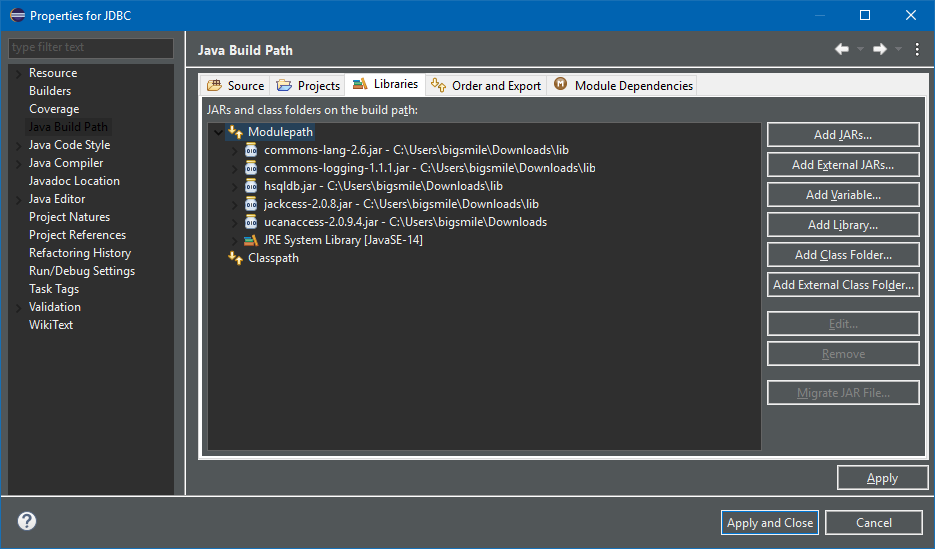 Properties for JDBC
type filter text
Resource
Builders
Coverage
Java Build Path
Java Code Style
Java Compiler
Javadoc Location
Java Editor
Project Natures
Project References
Refactoring History
Run/Debug Settings
Task Tags
Validation
WikiText
Java Build Path
Source Projects Libraries Order and Export Module Dependencies
JARs and class folders on the build path:
Modulepath
commons-lang-2.6.jar - C:\Users\bigsmile\Downloads\lib
commons-logging-1.1.1.jar - C:\Users\bigsmile\Downloads\lib
hsqldb.jar - C:\Users\bigsmile\Downloads\lib
jackcess-2.0.8.jar - C:\Users\bigsmile\Downloads\lib
ucanaccess-2.0.9.4.jar - C:\Users\bigsmile\Downloads
JRE System Library [JavaSE-14]
Classpath
Add JARs...
Add External JARs...
Add Variable...
Add Library...
Add Class Folder...
Add External Class Folder...
Edit...
Remove
Migrate JAR File...
Apply
Apply and Close
Cancel